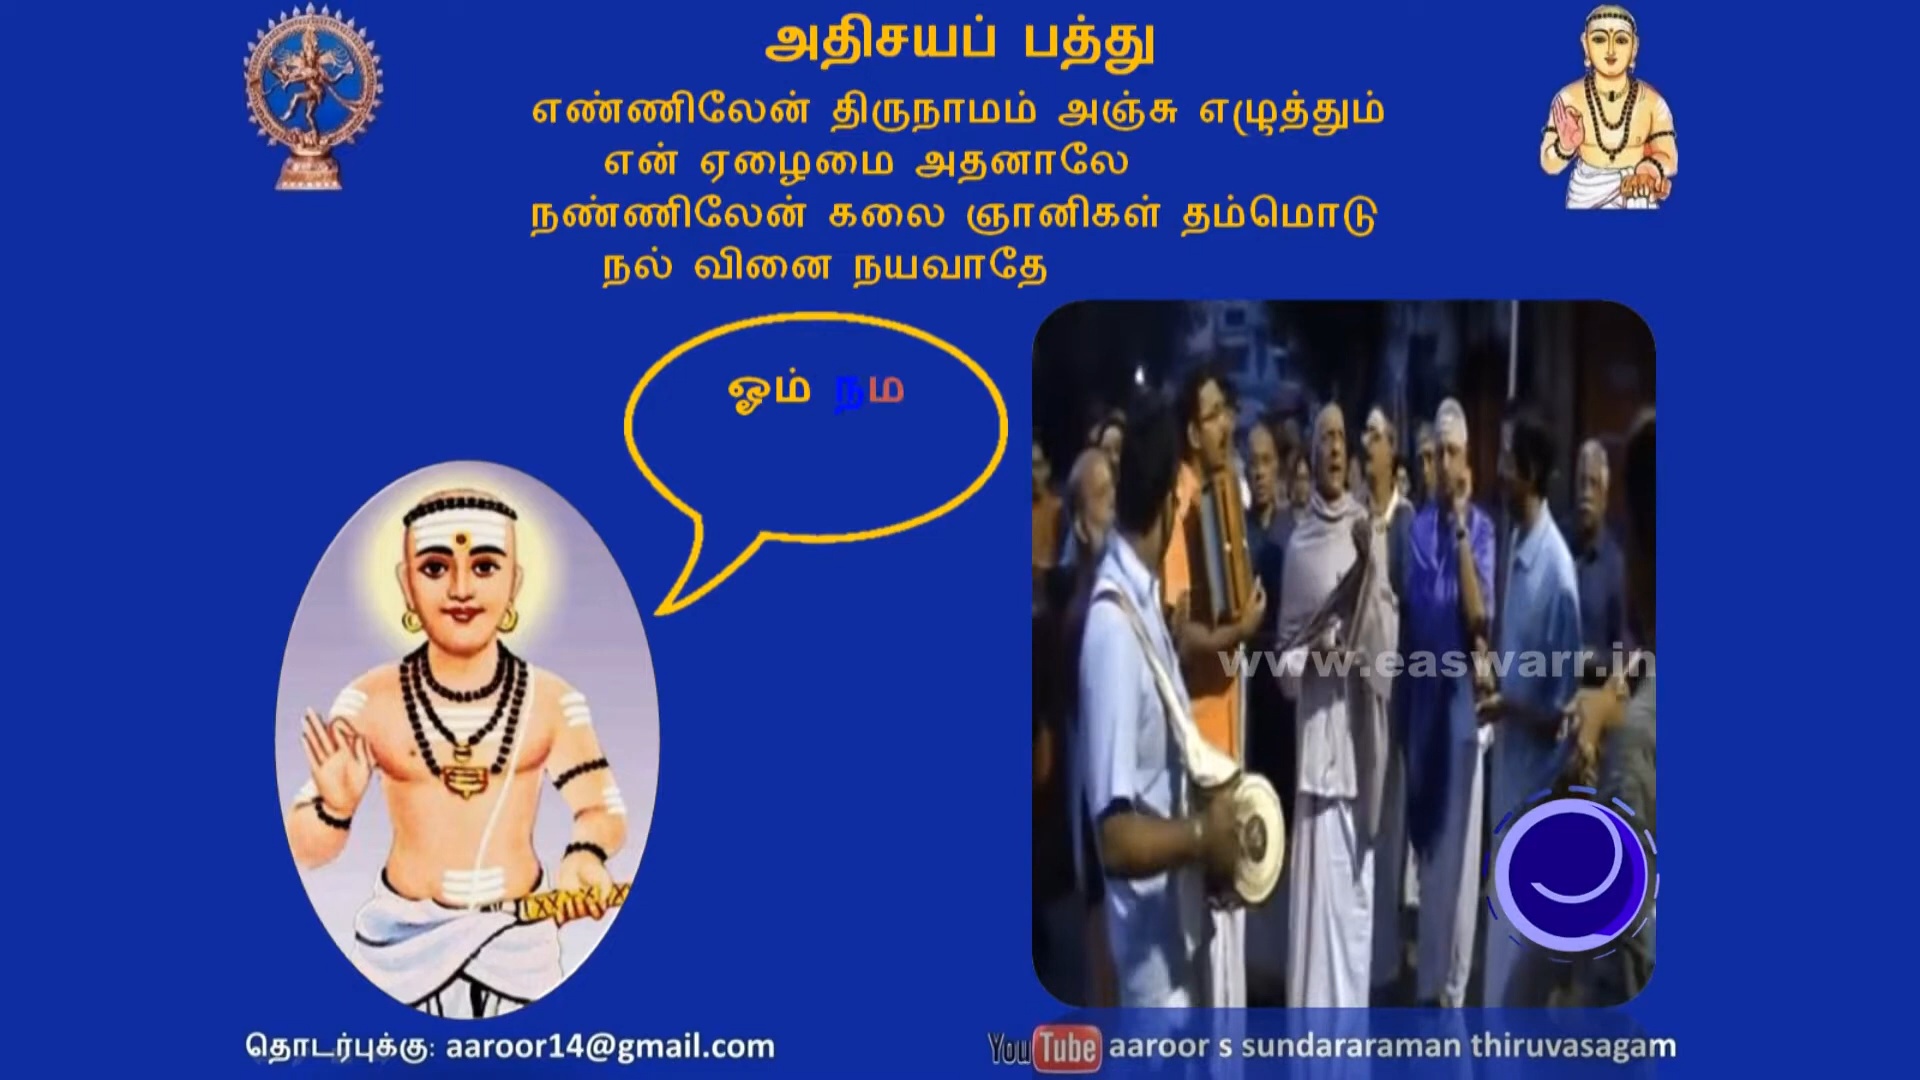 அதிசயப் பத்து
எண்ணிலேன் திருநாமம் அஞ்சு எழுத்தும்
என் ஏழைமை அதனாலே
நண்ணிலேன் கலை ஞானிகள் தம்மொடு
நல் வினை நயவாதே
ஓம் நம
www.easwarr.in
தொடர்புக்கு: aaroor14@gmail.com
YouTube aaroor s sundararaman thiruvasagam